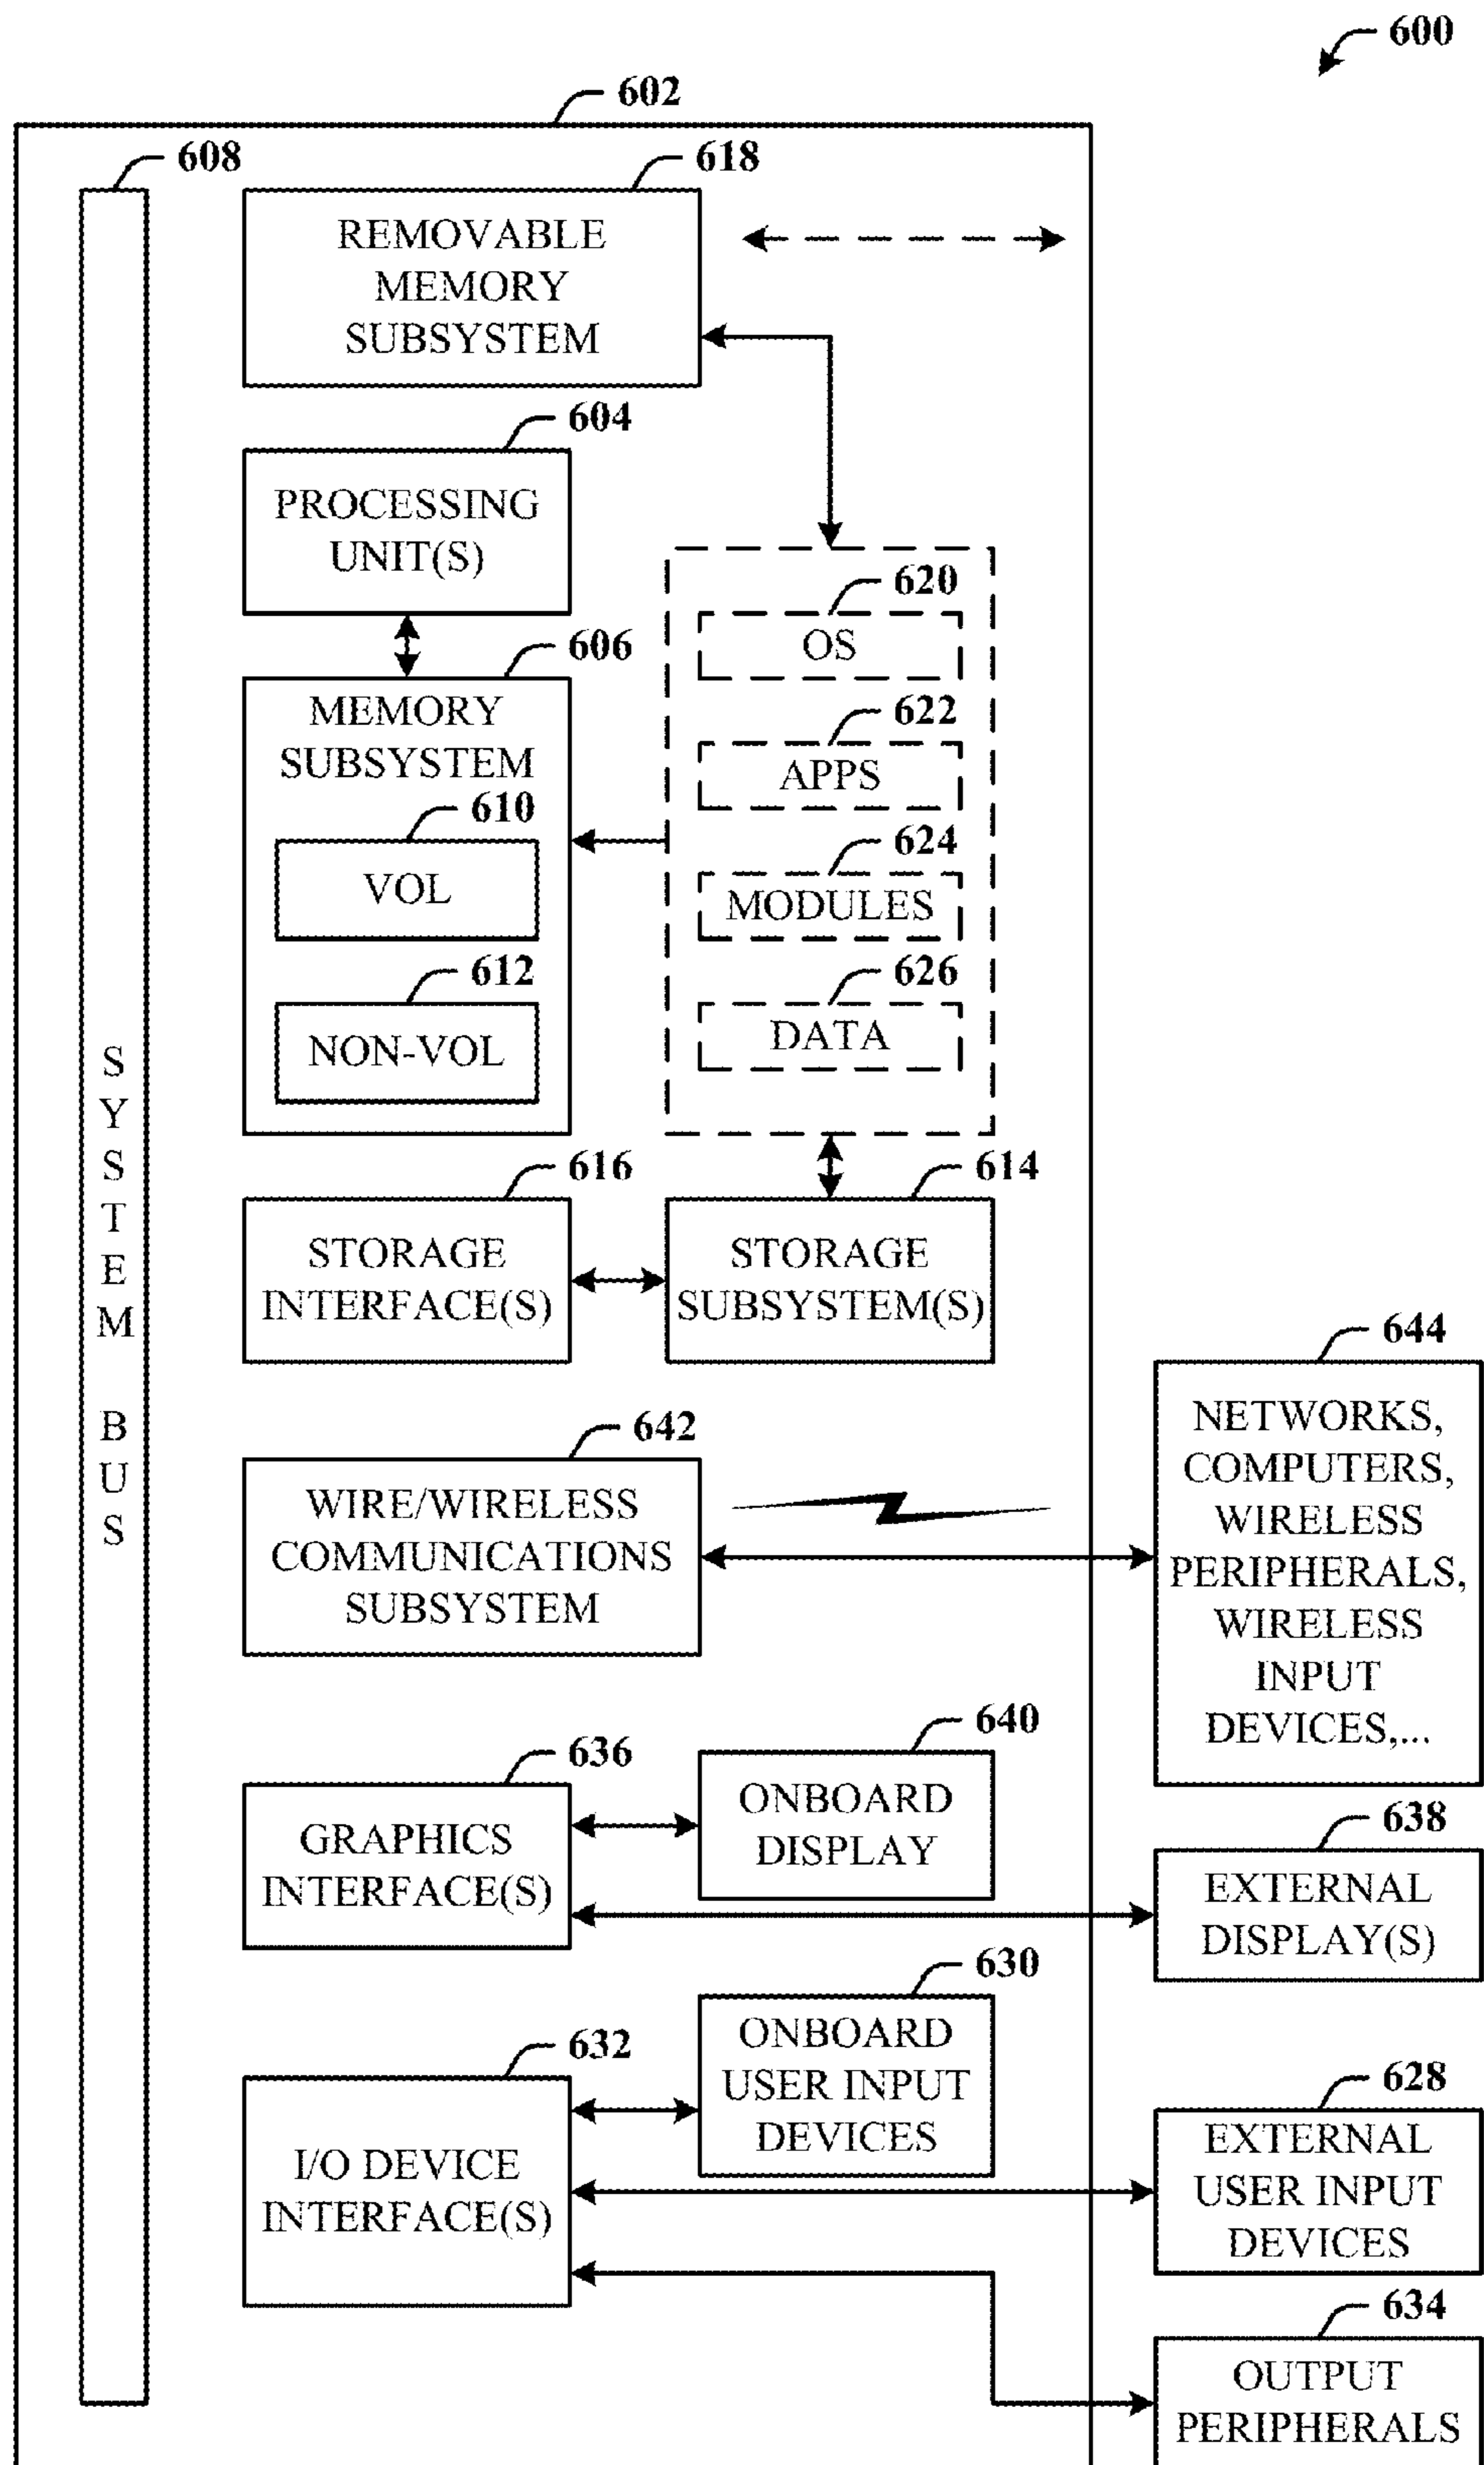 600
602
608
618
REMOVABLE
MEMORY
SUBSYSTEM
604
PROCESSING
UNIT(S)
606
MEMORY
SUBSYSTEM
610
VOL
612
NON-VOL
620
OS
622
APPS
624
MODULES
626
DATA
616
STORAGE
INTERFACE(S)
614
STORAGE
SUBSYSTEM(S)
SYSTEM BUS
642
WIRE/WIRELESS
COMMUNICATIONS
SUBSYSTEM
644
NETWORKS,
COMPUTERS,
WIRELESS
PERIPHERALS,
WIRELESS
INPUT
DEVICES,...
636
GRAPHICS
INTERFACE(S)
640
ONBOARD
DISPLAY
638
EXTERNAL
DISPLAY(S)
632
I/O DEVICE
INTERFACE(S)
630
ONBOARD
USER INPUT
DEVICES
628
EXTERNAL
USER INPUT
DEVICES
634
OUTPUT
PERIPHERALS